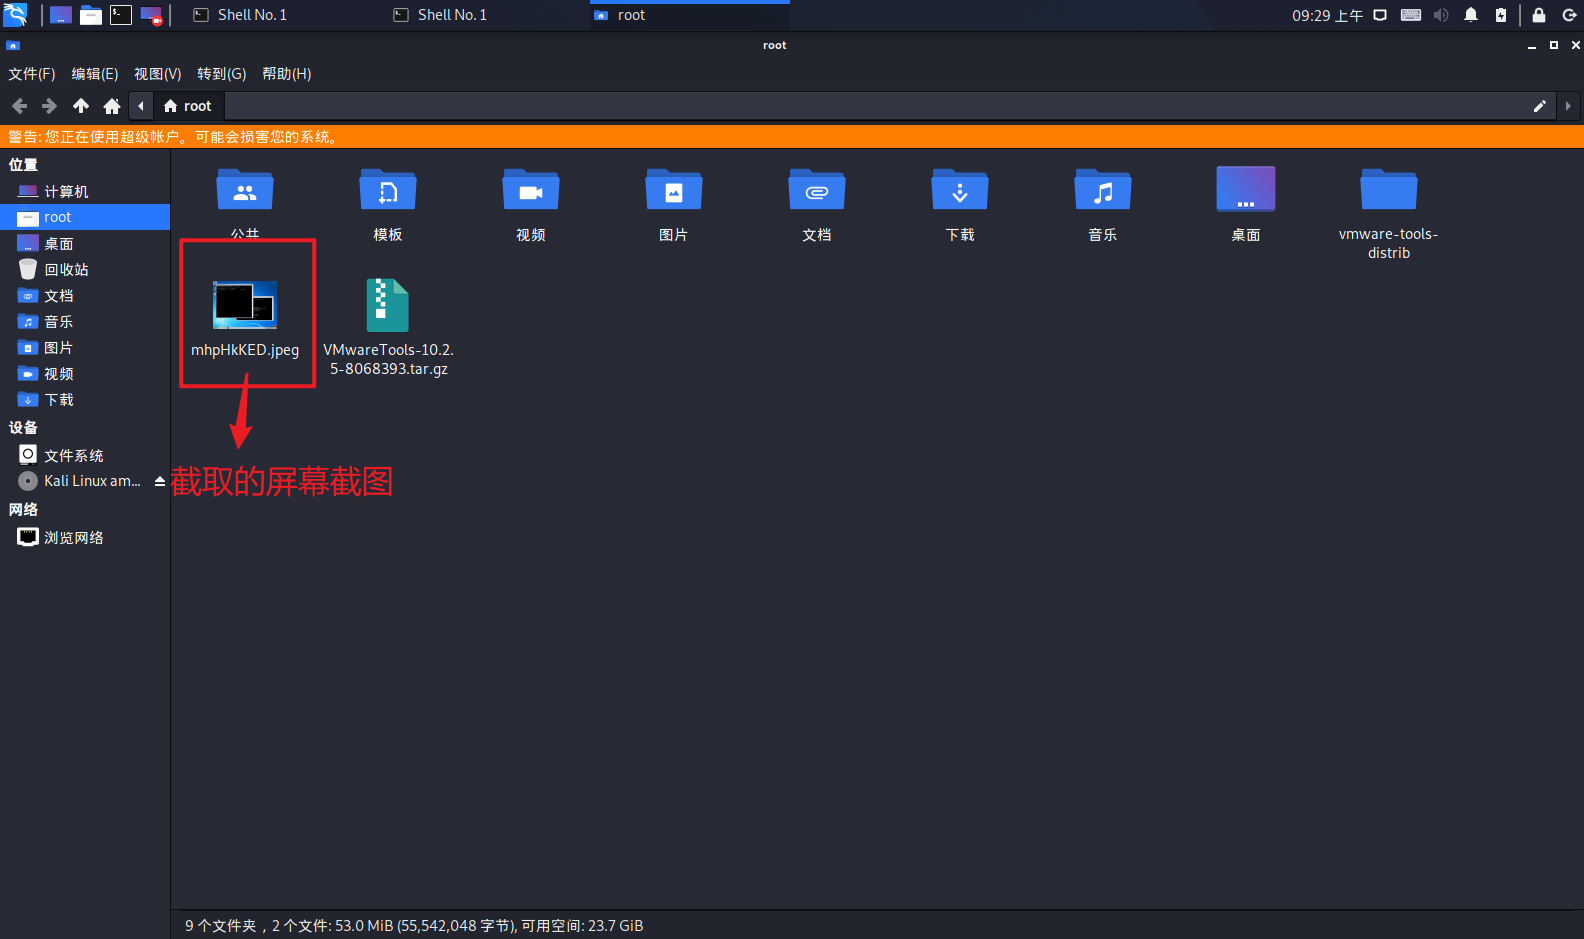 Shell No. 1
Shell No. 1
root
09:29 上午
root
文件(F)
编辑(E)
视图(V)
转到(G)
帮助(H)
root
警告: 您正在使用超级帐户。可能会损害您的系统。
位置
计算机
root
桌面
回收站
文档
音乐
图片
视频
下载
设备
文件系统
Kali Linux am...
网络
浏览网络
公共
模板
视频
图片
文档
下载
音乐
桌面
vmware-tools-
distrib
mhpHkKED.jpeg
VMwareTools-10.2.
5-8068393.tar.gz
截取的屏幕截图
9 个文件夹，2 个文件: 53.0 MiB (55,542,048 字节), 可用空间: 23.7 GiB